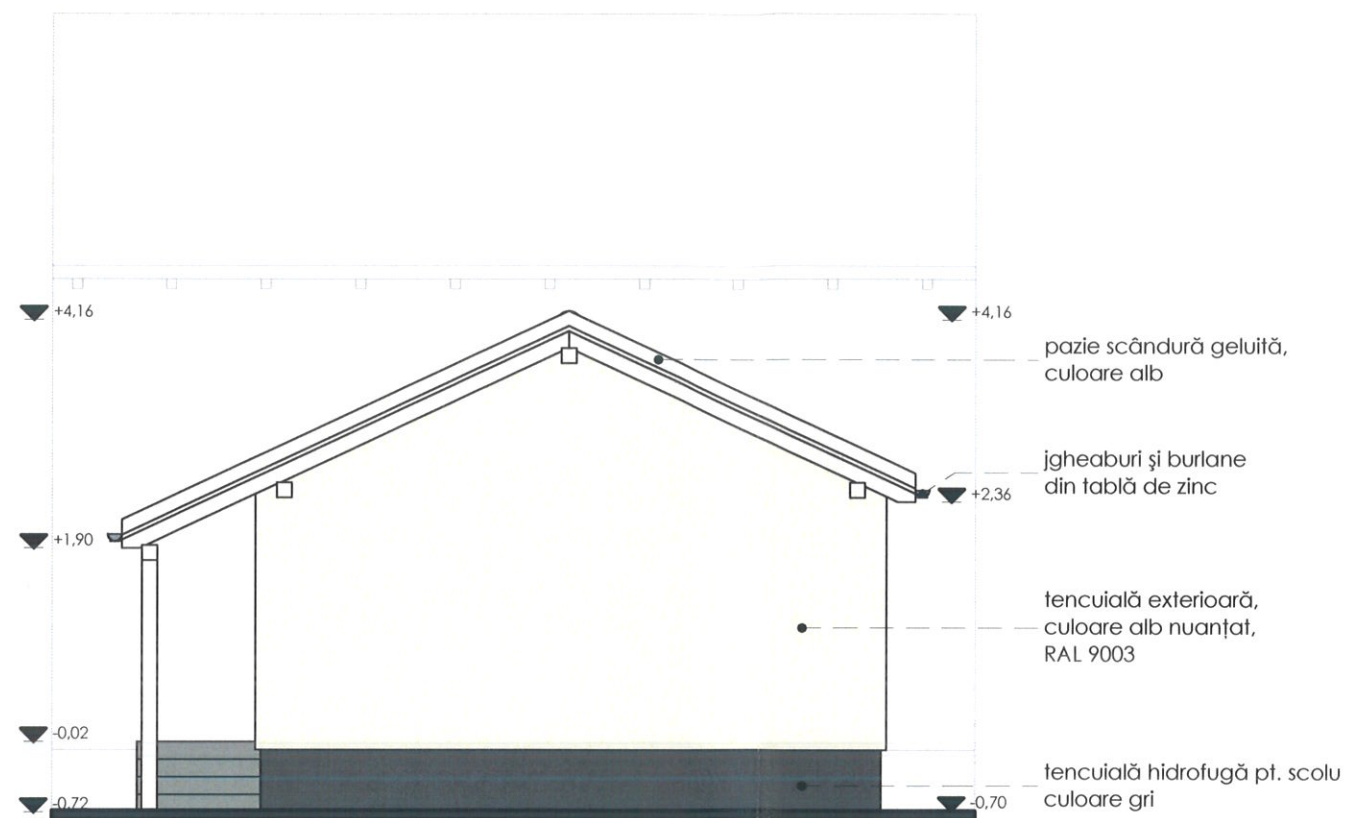 +4,16
+4,16
pazie scândură geluită,
culoare alb
jgheaburi şi burlane
din tablă de zinc
+2,36
+1,90
tencuială exterioară,
culoare alb nuanţat,
RAL 9003
-0,02
tencuială hidrofugă pt. scolu
culoare gri
-0,72
-0,70